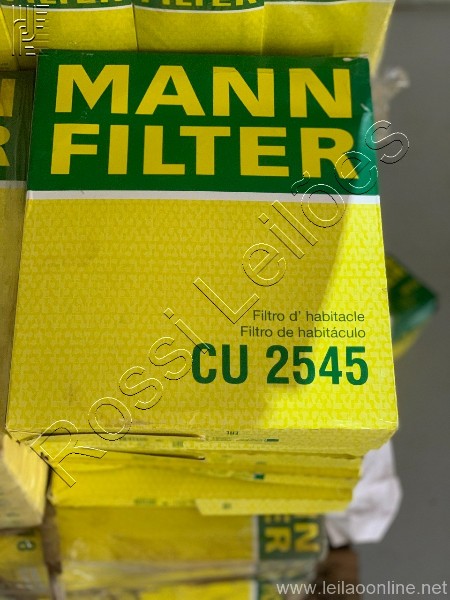 MANN
FILTER
Filtro d' habitacle
Filtro de habitáculo
CU 2545
Rossi Leilões
www.leilaoonline.net